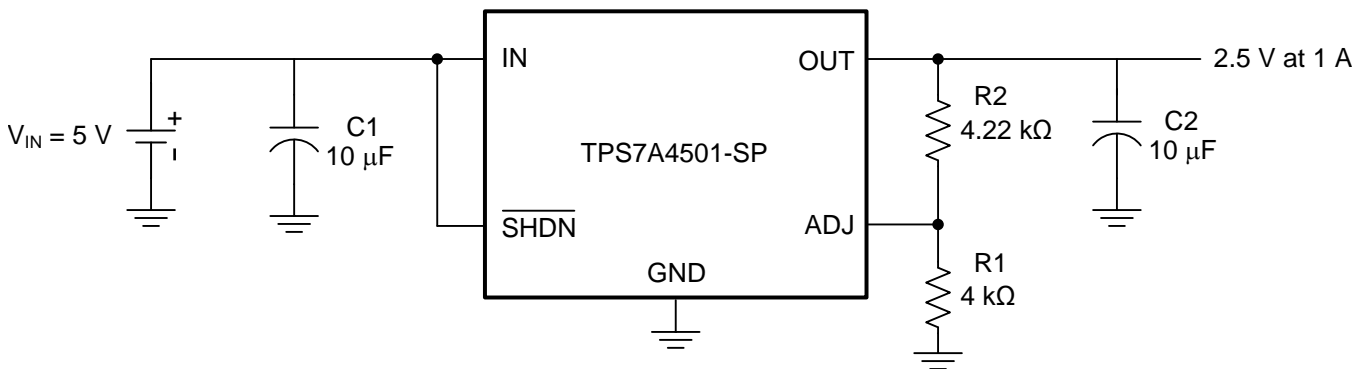 V_IN = 5 V
+
-
C1
10 μF
IN
SHDN
TPS7A4501-SP
GND
OUT
ADJ
R2
4.22 kΩ
R1
4 kΩ
C2
10 μF
2.5 V at 1 A